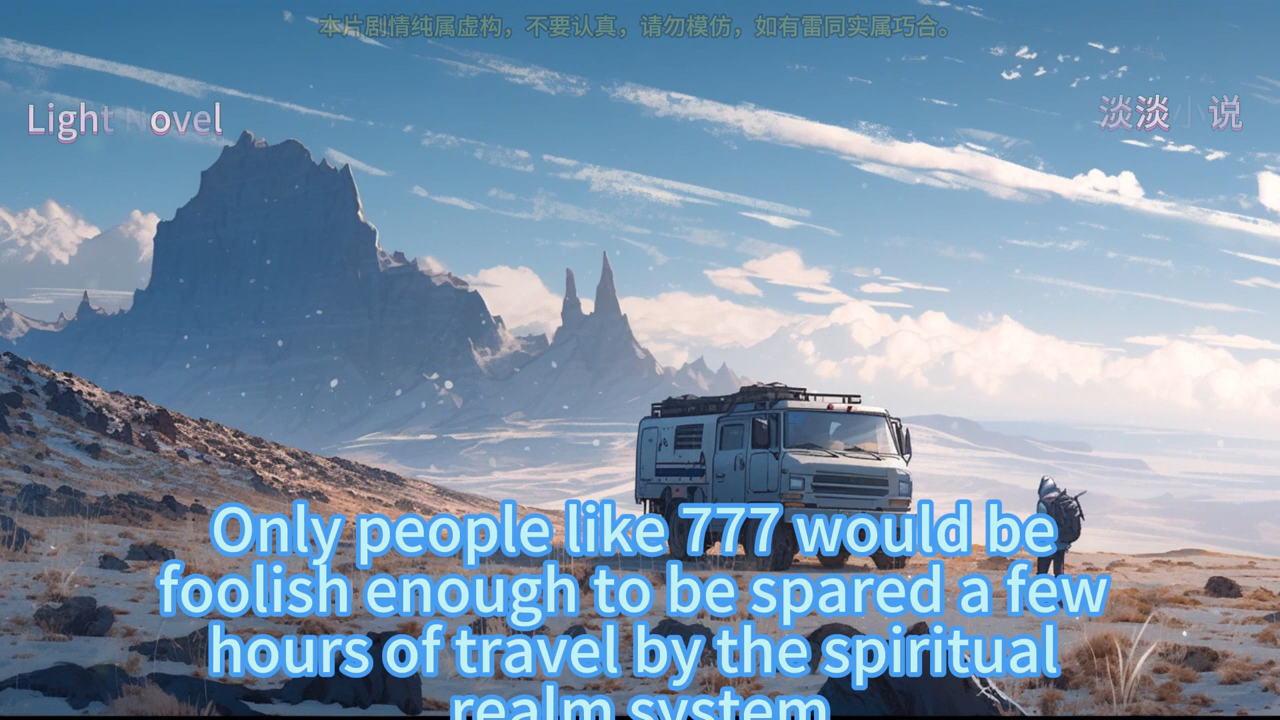 本片剧情纯属虚构，不要认真，请勿模仿，如有雷同实属巧合。
Light Novel
淡淡小说
Only people like 777 would be
foolish enough to be spared a few
hours of travel by the spiritual
realm system